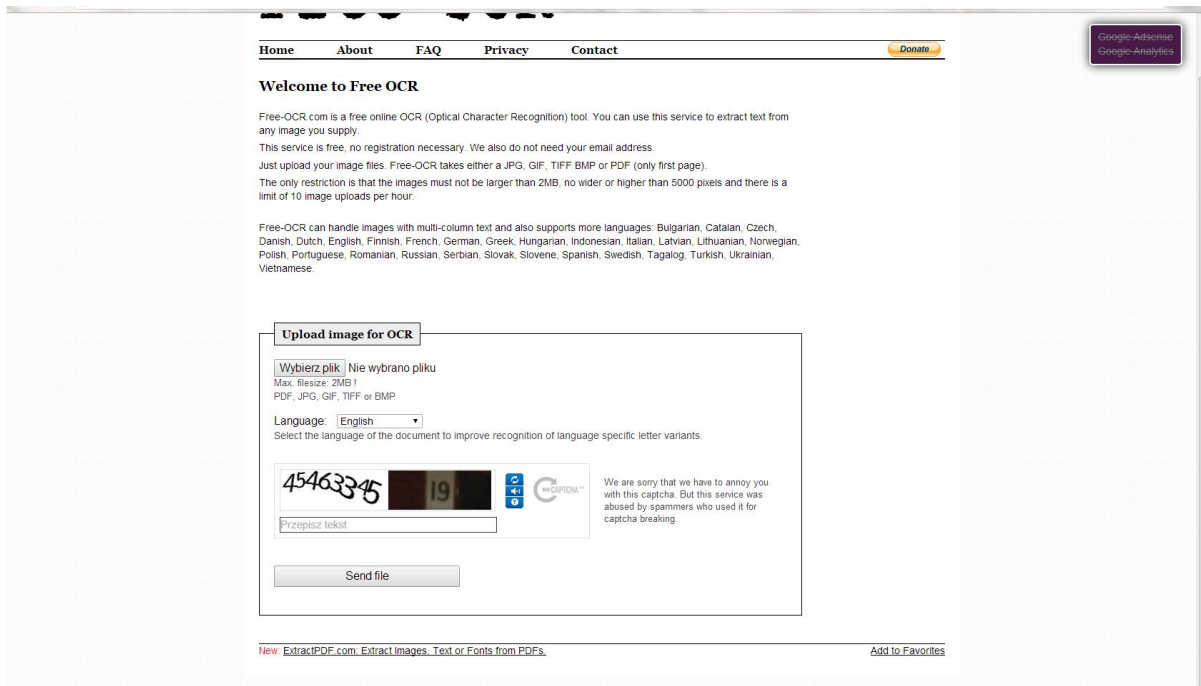 Home About FAQ Privacy Contact Donate
Google Adsense
Google Analytics
Welcome to Free OCR
Free-OCR.com is a free online OCR (Optical Character Recognition) tool. You can use this service to extract text from
any image you supply.
This service is free, no registration necessary. We also do not need your email address.
Just upload your image files. Free-OCR takes either a JPG, GIF, TIFF BMP or PDF (only first page).
The only restriction is that the images must not be larger than 2MB, no wider or higher than 5000 pixels and there is a
limit of 10 image uploads per hour.
Free-OCR can handle images with multi-column text and also supports more languages: Bulgarian, Catalan, Czech,
Danish, Dutch, English, Finnish, French, German, Greek, Hungarian, Indonesian, Italian, Latvian, Lithuanian, Norwegian,
Polish, Portuguese, Romanian, Russian, Serbian, Slovak, Slovene, Spanish, Swedish, Tagalog, Turkish, Ukrainian,
Vietnamese.
Upload image for OCR
Wybierz plik Nie wybrano pliku
Max. filesize: 2MB !
PDF, JPG, GIF, TIFF or BMP
Language: English
Select the language of the document to improve recognition of language specific letter variants.
45463345 19
reCAPTCHA™
Przepisz tekst
We are sorry that we have to annoy you
with this captcha. But this service was
abused by spammers who used it for
captcha breaking.
Send file
New: ExtractPDF.com: Extract Images, Text or Fonts from PDFs.
Add to Favorites